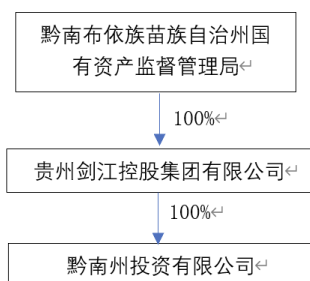 黔南布依族苗族自治州国
有资产监督管理局↵
100%↵
贵州剑江控股集团有限公司↵
100%↵
黔南州投资有限公司↵